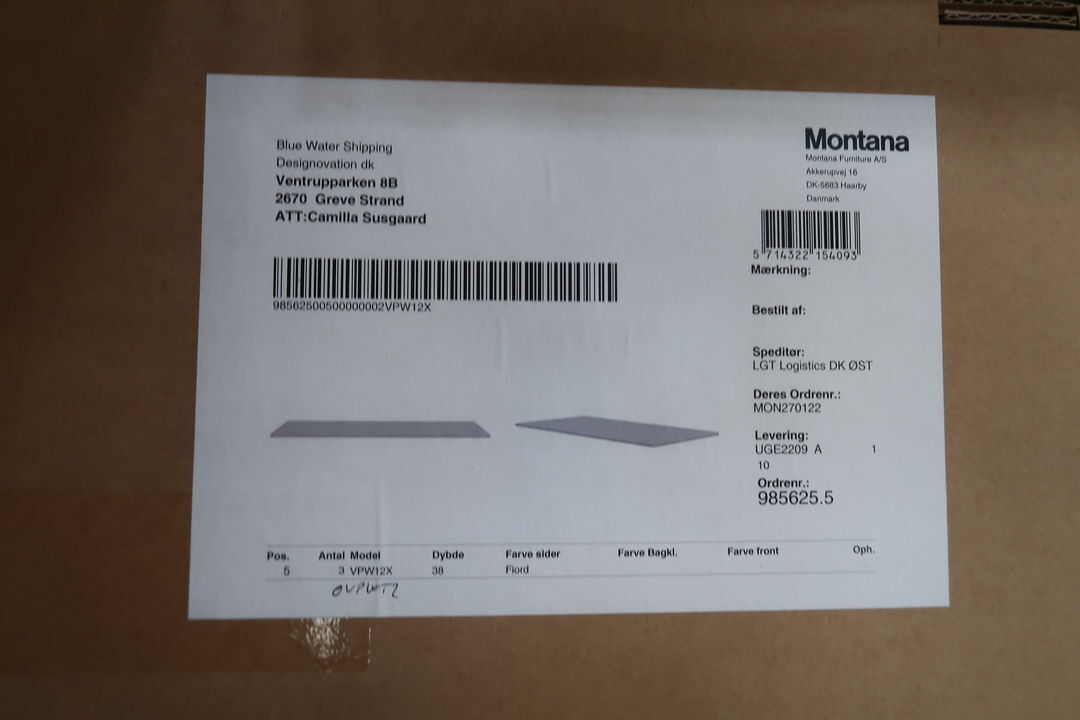 Blue Water Shipping
Designovation dk
Ventrupparken 8B
2670 Greve Strand
ATT:Camilla Susgaard
98562500500000002VPW12X
Montana
Montana Furniture A/S
Akkerupvej 16
DK-5683 Haarby
Danmark
5 714322 154093
Mærkning:
Bestilt af:
Speditør:
LGT Logistics DK ØST
Deres Ordrenr.:
MON270122
Levering:
UGE2209 A 1
10
Ordrenr.:
985625.5
Pos. Antal Model Dybde Farve sider Farve Bagkl. Farve front Oph.
5 3 VPW12X 38 Fiord